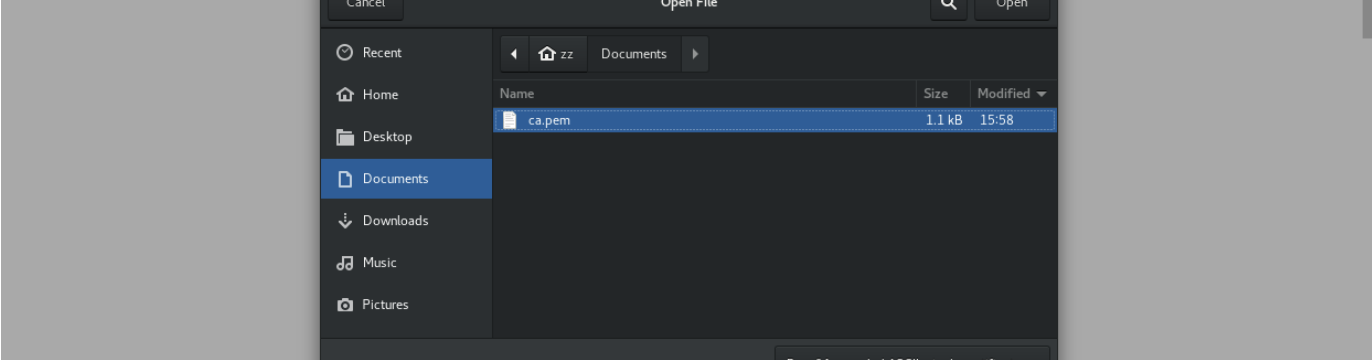 Cancel Open File Open
Recent
zz Documents
Home
Name Size Modified
ca.pem 1.1 kB 15:58
Desktop
Documents
Downloads
Music
Pictures